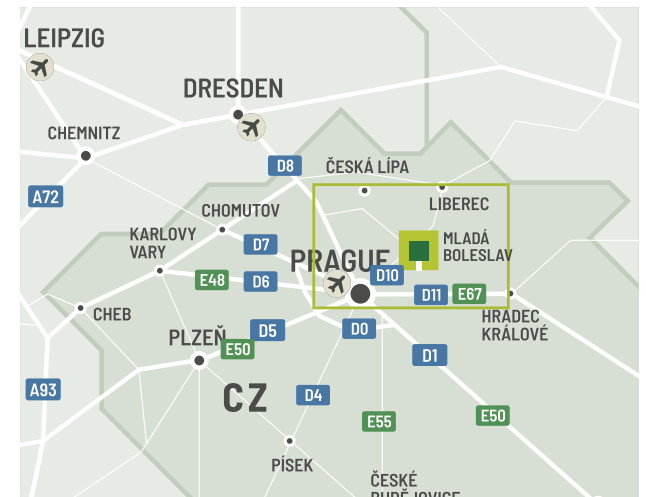 LEIPZIG
DRESDEN
CHEMNITZ
D8
ČESKÁ LÍPA
A72
LIBEREC
CHOMUTOV
KARLOVY
VARY
D7
MLADÁ
BOLESLAV
PRAGUE
D10
E48
D6
D11
E67
CHEB
HRADEC
KRÁLOVÉ
PLZEŇ
D5
D0
E50
D1
A93
CZ
D4
E55
E50
PÍSEK
ČESKÉ
BUDĚJOVICE